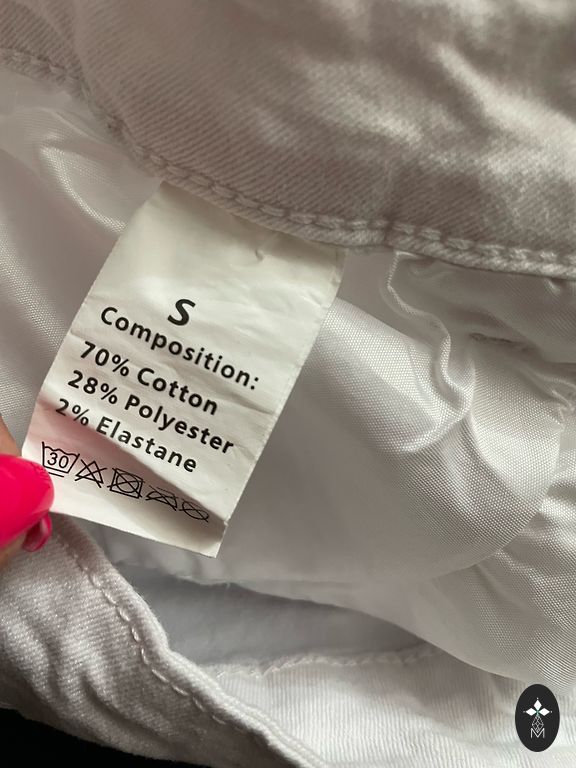 S
Composition:
70% Cotton
28% Polyester
2% Elastane
30
M